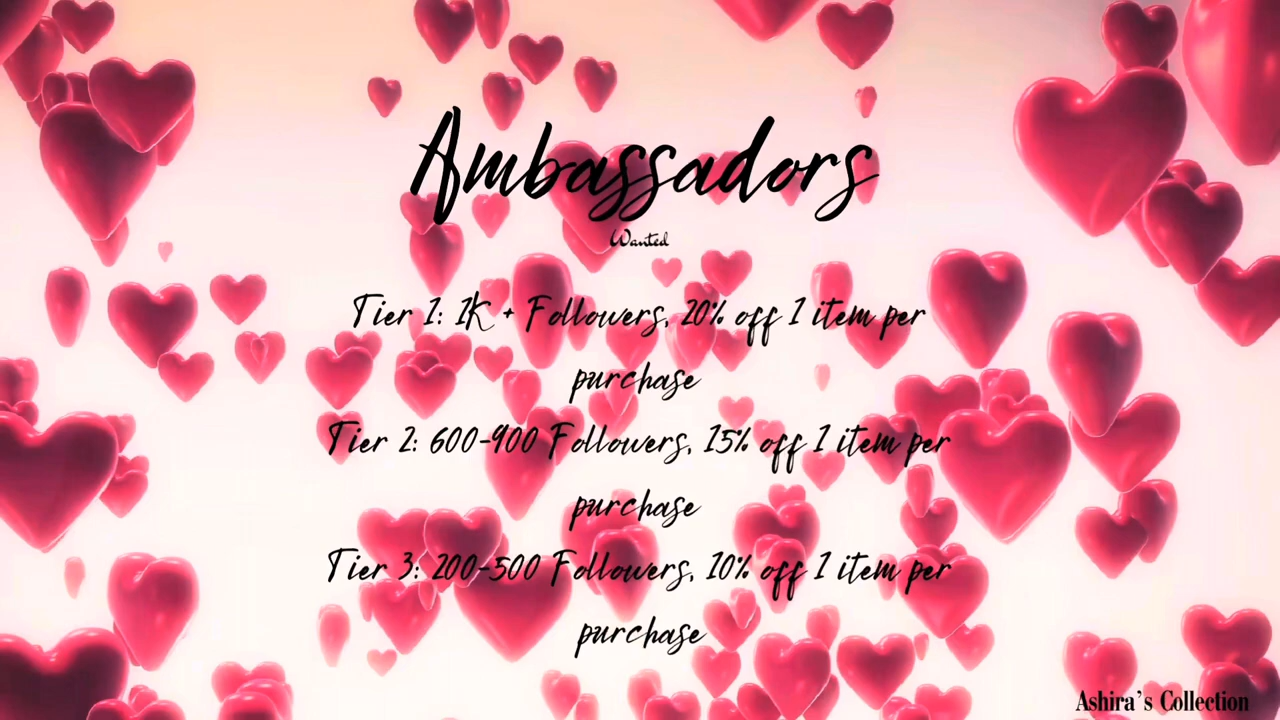 Ambassadors
Wanted
Tier 1: 1K + Followers, 20% off 1 item per
purchase
Tier 2: 600-900 Followers, 15% off 1 item per
purchase
Tier 3: 200-500 Followers, 10% off 1 item per
purchase
Ashira's Collection